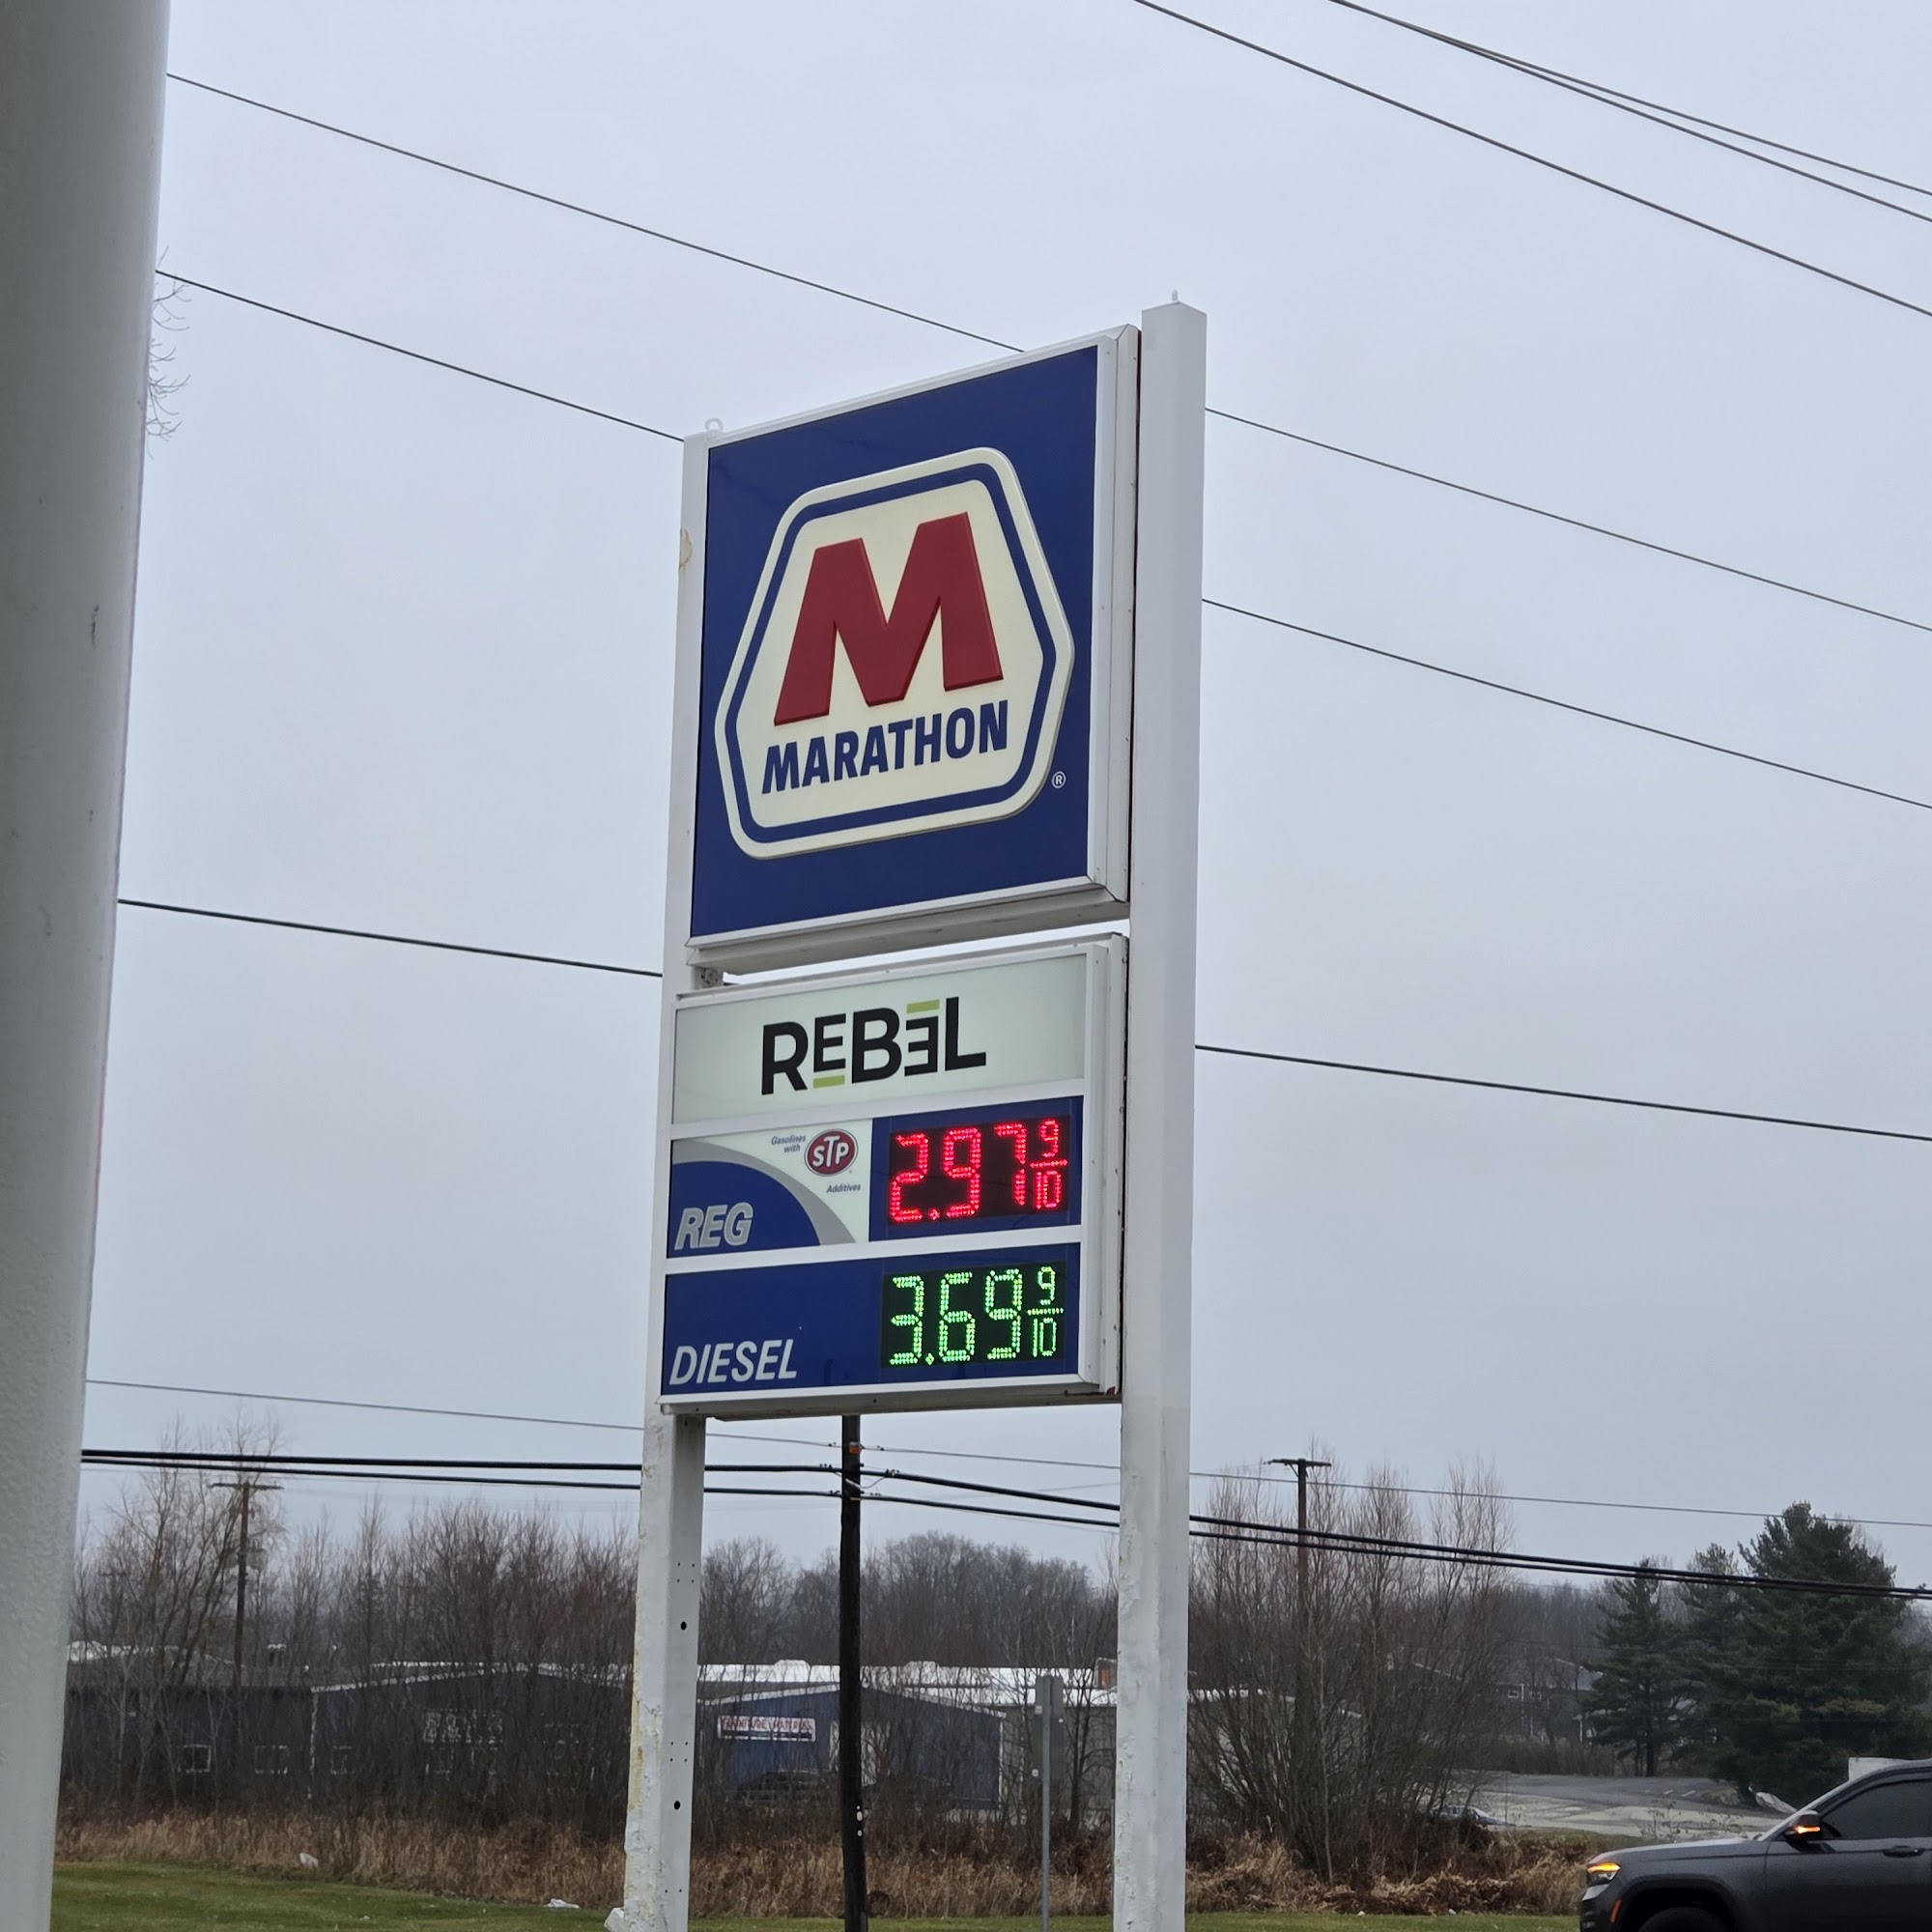 M
MARATHON
®
REBEL
Gasolines
with
STP
Additives
REG
2.97 9/10
DIESEL
3.69 9/10